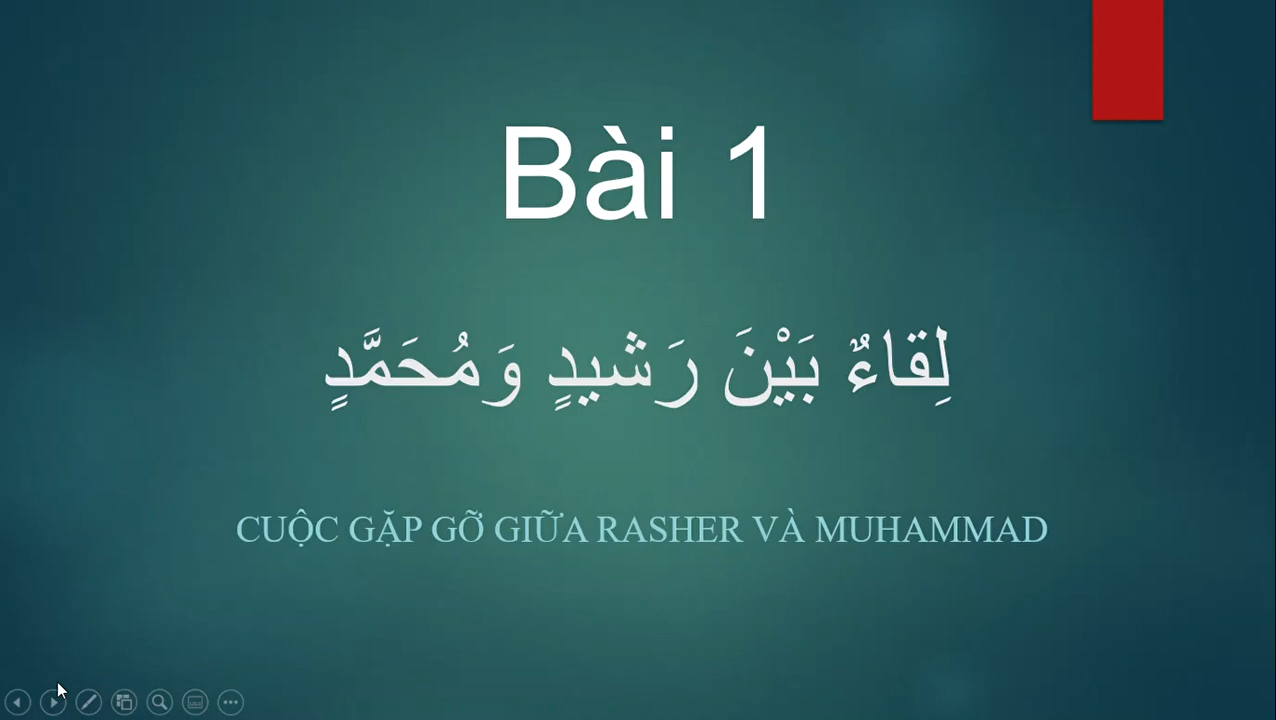 Bài 1
لِقاءٌ بَيْنَ رَشيدٍ وَمُحَمَّدٍ
CUỘC GẶP GỠ GIỮA RASHER VÀ MUHAMMAD